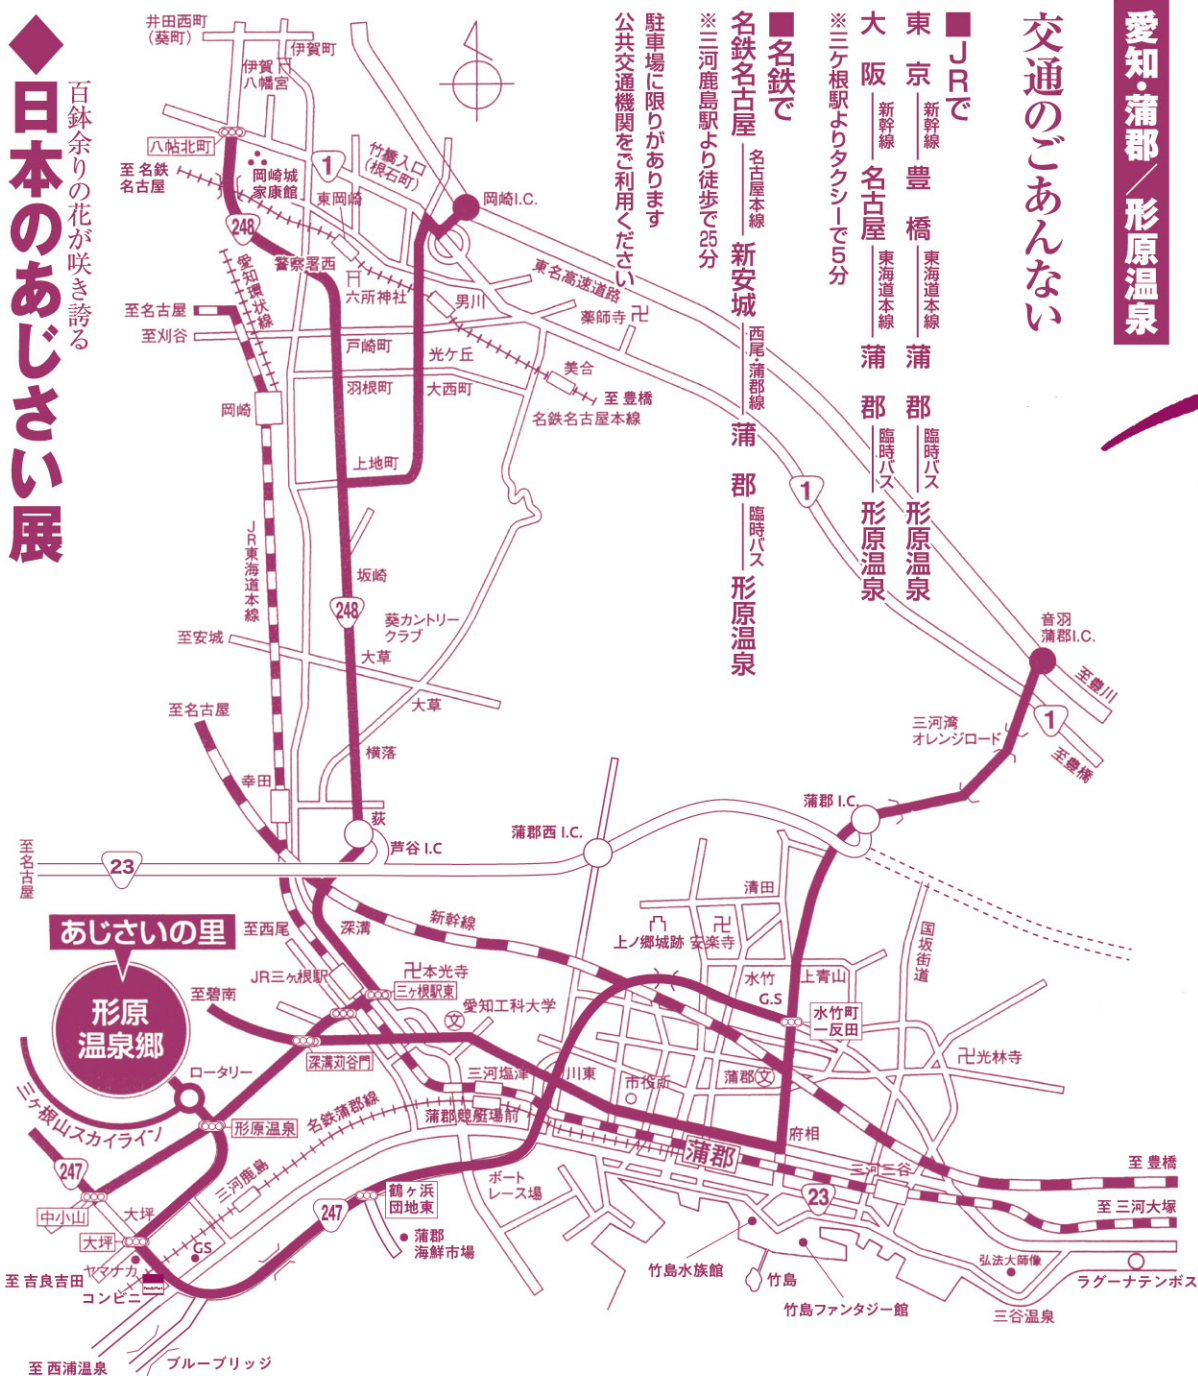 愛知・蒲郡／形原温泉
交通のごあんない
■JRで
東京 新幹線 豊橋 東海道本線 蒲郡 臨時バス 形原温泉
大阪 新幹線 名古屋 東海道本線 蒲郡 臨時バス 形原温泉
※三ケ根駅よりタクシーで5分
■名鉄で
名鉄名古屋 名古屋本線 新安城 西尾・蒲郡線 蒲郡 臨時バス 形原温泉
※三河鹿島駅より徒歩で25分
駐車場に限りがあります
公共交通機関をご利用ください
◆日本のあじさい展
百鉢余りの花が咲き誇る
井田西町
(葵町)
伊賀町
伊賀
八幡宮
八帖北町
至 名鉄
名古屋
岡崎城
家康館
1
竹橋入口
(根石町)
東岡崎
岡崎I.C.
248
警察署西
愛知環状線
六所神社
男川
東名高速道路
薬師寺
至名古屋
至刈谷
戸崎町
光ケ丘
羽根町
大西町
美合
至 豊橋
名鉄名古屋本線
岡崎
上地町
1
JR東海道本線
坂崎
248
葵カントリー
クラブ
至安城
大草
大草
音羽
蒲郡I.C.
至豊川
1
至豊橋
三河湾
オレンジロード
至名古屋
横落
幸田
荻
芦谷 I.C
蒲郡西 I.C.
蒲郡 I.C.
至名古屋
23
清田
国坂街道
あじさいの里
形原
温泉郷
至西尾
深溝
新幹線
上ノ郷城跡
安楽寺
JR三ヶ根駅
本光寺
三ヶ根駅東
水竹
上青山
G.S
水竹町
一反田
至碧南
愛知工科大学
文
深溝刈谷門
光林寺
ロータリー
三河塩津
川東
市役所
蒲郡
文
三ヶ根山スカイライン
形原温泉
名鉄蒲郡線
蒲郡競艇場前
蒲郡
府相
三河三谷
至 豊橋
247
三河鹿島
ボート
レース場
23
至 三河大塚
中小山
大坪
247
鶴ヶ浜
団地東
大坪
GS
蒲郡
海鮮市場
竹島水族館
竹島
弘法大師像
ヤマナカ
至 吉良吉田
コンビニ
FamilyMart
竹島ファンタジー館
ラグーナテンボス
三谷温泉
至 西浦温泉
ブルーブリッジ